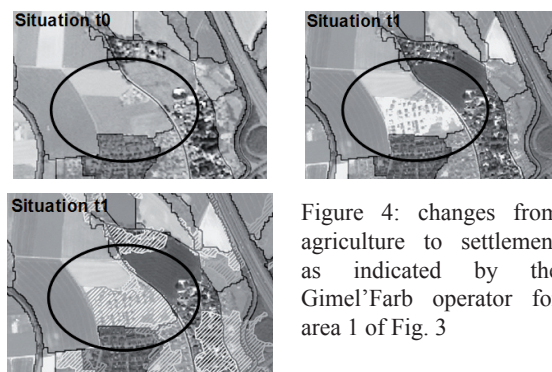 Situation t0
Situation t1
Situation t1
Figure 4: changes from
agriculture to settlemen
as indicated by the
Gimel'Farb operator fo
area 1 of Fig. 3